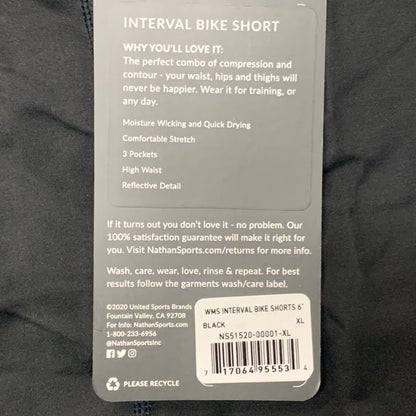 INTERVAL BIKE SHORT
WHY YOU'LL LOVE IT:
The perfect combo of compression and
contour - your waist, hips and thighs will
never be happier. Wear it for training, or
any day.
Moisture Wicking and Quick Drying
Comfortable Stretch
3 Pockets
High Waist
Reflective Detail
If it turns out you don't love it - no problem. Our
100% satisfaction guarantee will make it right for
you. Visit NathanSports.com/returns for more info.
Wash, care, wear, love, rinse & repeat. For best
results follow the garments wash/care label.
©2020 United Sports Brands
Fountain Valley, CA 92708
For Info: NathanSports.com
1-800-233-6956
@NathanSportsInc
PLEASE RECYCLE
WMS INTERVAL BIKE SHORTS 6"
BLACK XL
NS51520-00001-XL
7 17064 95553 4